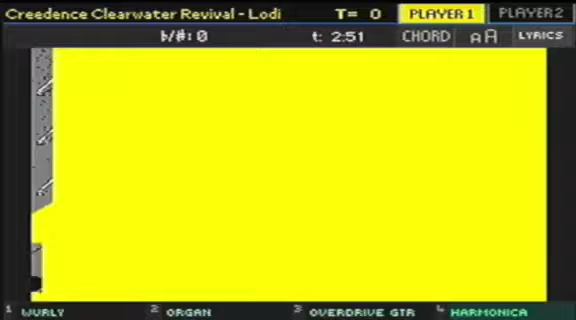 Creedence Clearwater Revival - Lodi T= 0 PLAYER 1 PLAYER 2
b/#: 0 t: 2:51 CHORD aA LYRICS
1 WURLY 2 ORGAN 3 OVERDRIVE GTR 4 HARMONICA